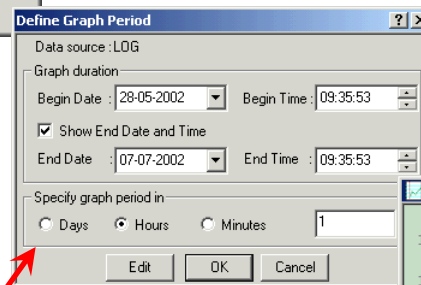 Define Graph Period
Data source :LOG
Graph duration
Begin Date : 28-05-2002 Begin Time : 09:35:53
Show End Date and Time
End Date : 07-07-2002 End Time : 09:35:53
Specify graph period in
Days Hours Minutes 1
Edit OK Cancel